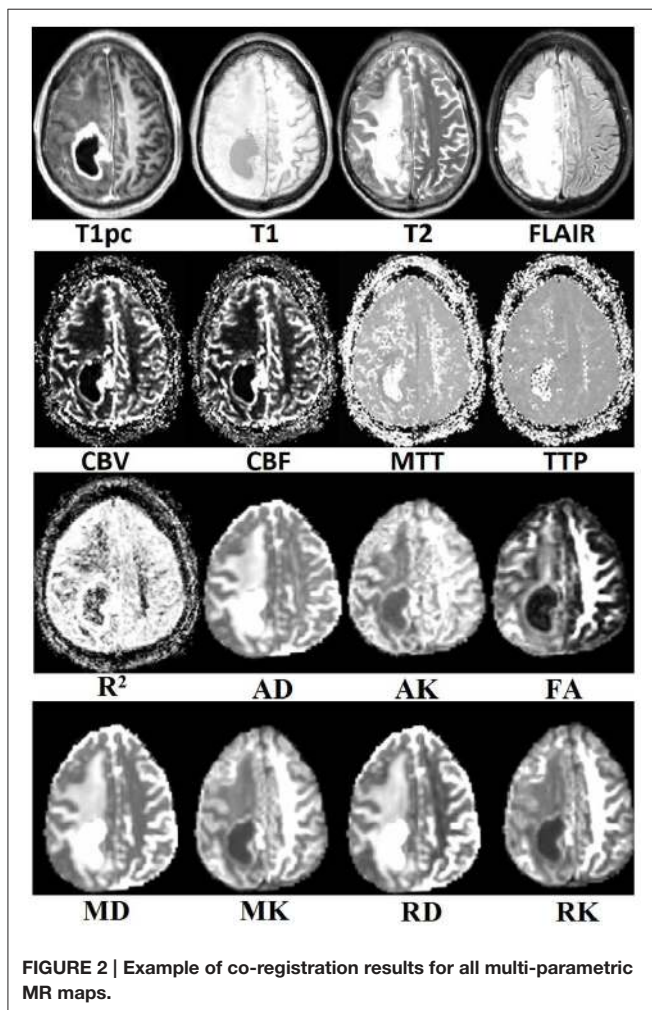 T1pc T1 T2 FLAIR
CBV CBF MTT TTP
R² AD AK FA
MD MK RD RK
FIGURE 2 | Example of co-registration results for all multi-parametric
MR maps.